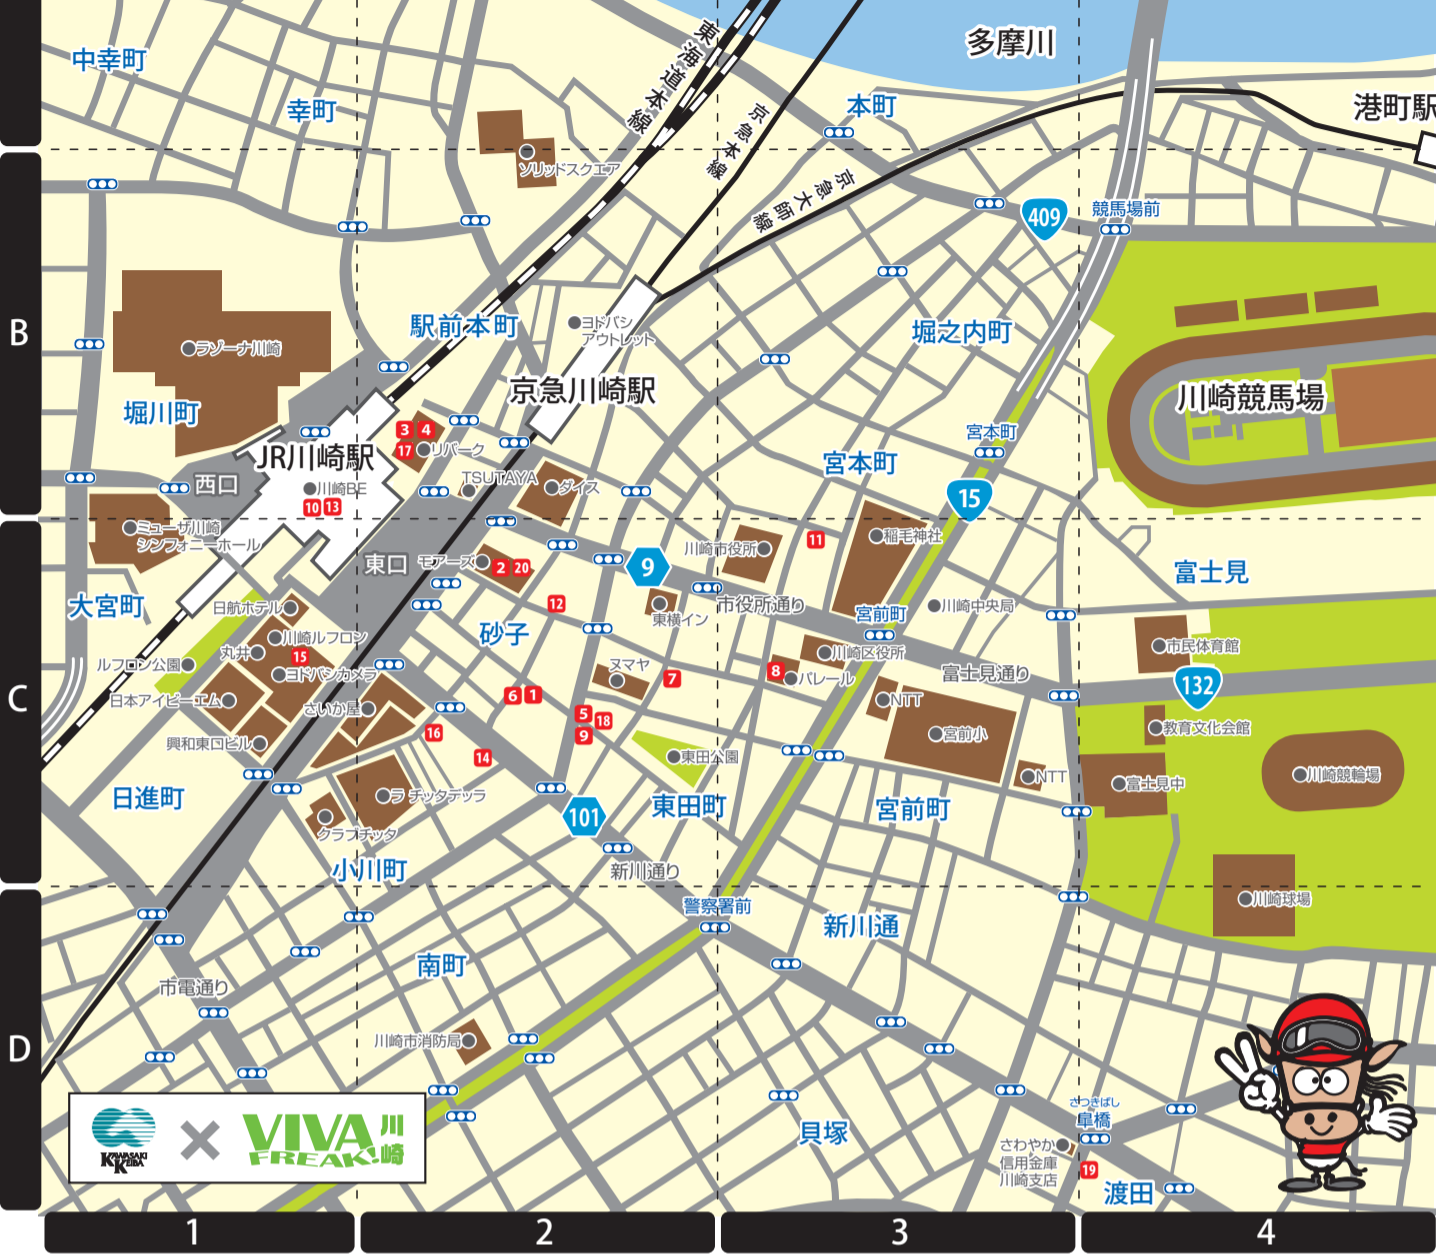 多摩川
東海道本線
中幸町
幸町
本町
京急本線
港町駅
ソリッドスクエア
京急大師線
409
競馬場前
B
ヨドバシ
アウトレット
駅前本町
堀之内町
ラゾーナ川崎
京急川崎駅
川崎競馬場
堀川町
3
4
17
リバーク
宮本町
JR川崎駅
宮本町
西口
川崎BE
10
13
TSUTAYA
ダイス
15
ミューザ川崎
シンフォニーホール
川崎市役所
11
稲毛神社
東口
モアーズ
2
20
9
富士見
大宮町
日航ホテル
12
東横イン
市役所通り
宮前町
川崎中央局
川崎ルフロン
砂子
丸井
15
ルフロン公園
ヨドバシカメラ
ヌマヤ
7
8
パレール
川崎区役所
富士見通り
市民体育館
132
C
日本アイビーエム
さいか屋
6
1
5
18
9
NTT
宮前小
教育文化会館
16
興和東口ビル
14
東田公園
NTT
富士見中
川崎競輪場
日進町
ラ チッタデッラ
東田町
宮前町
クラブチッタ
101
小川町
新川通り
警察署前
川崎球場
新川通
南町
市電通り
川崎市消防局
D
KAWASAKI
KEIBA
VIVA川崎
FREAK!
貝塚
さつきばし
皐橋
さわやか
信用金庫
川崎支店
19
渡田
1
2
3
4